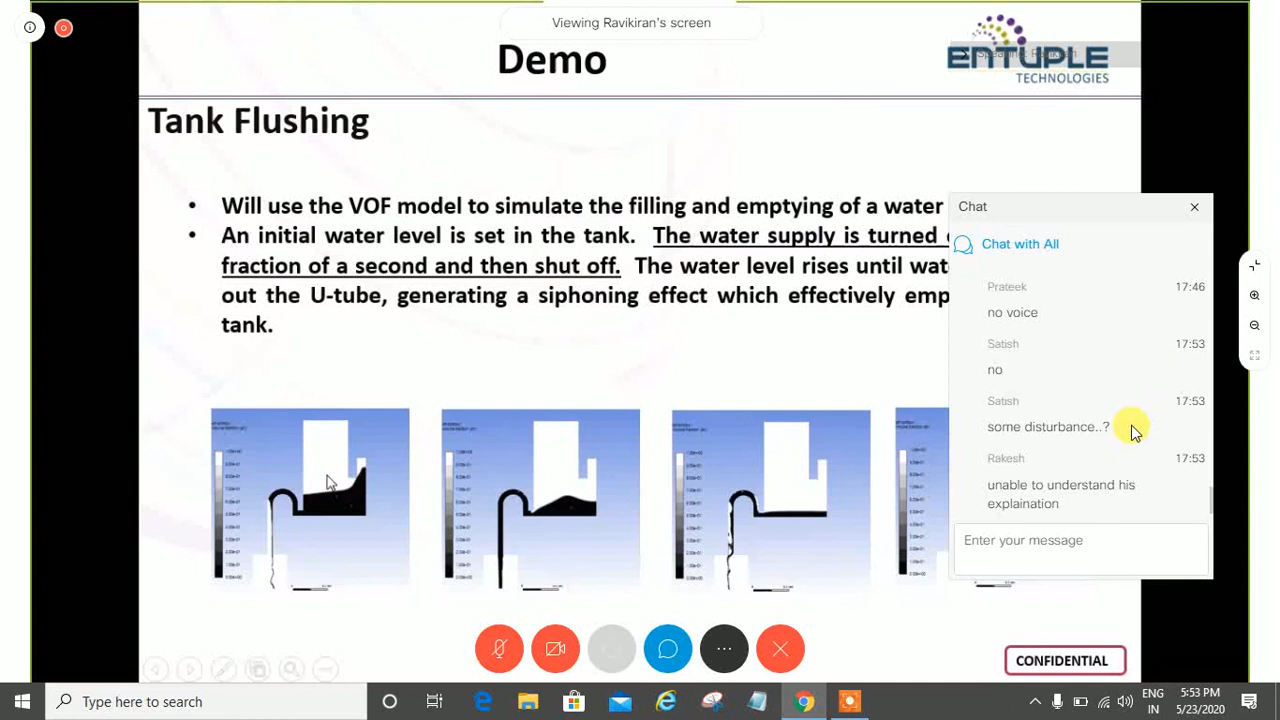 Viewing Ravikiran's screen
Demo
ENTUPLE
TECHNOLOGIES
Tank Flushing
• Will use the VOF model to simulate the filling and emptying of a water
• An initial water level is set in the tank. The water supply is turned
fraction of a second and then shut off. The water level rises until wat
out the U-tube, generating a siphoning effect which effectively emp
tank.
Chat
Chat with All
Prateek 17:46
no voice
Satish 17:53
no
Satish 17:53
some disturbance..?
Rakesh 17:53
unable to understand his
explaination
Enter your message
CONFIDENTIAL
Type here to search
ENG
IN
5:53 PM
5/23/2020